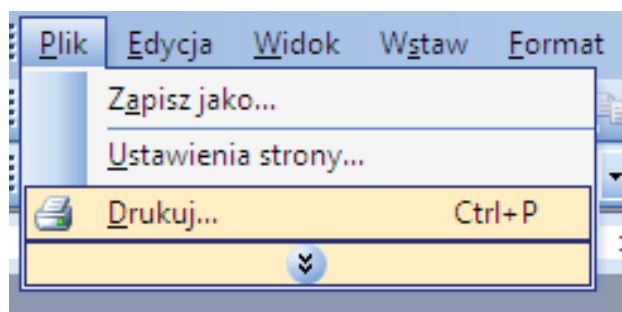 Plik Edycja Widok Wstaw Format
Zapisz jako...
Ustawienia strony...
Drukuj... Ctrl+P